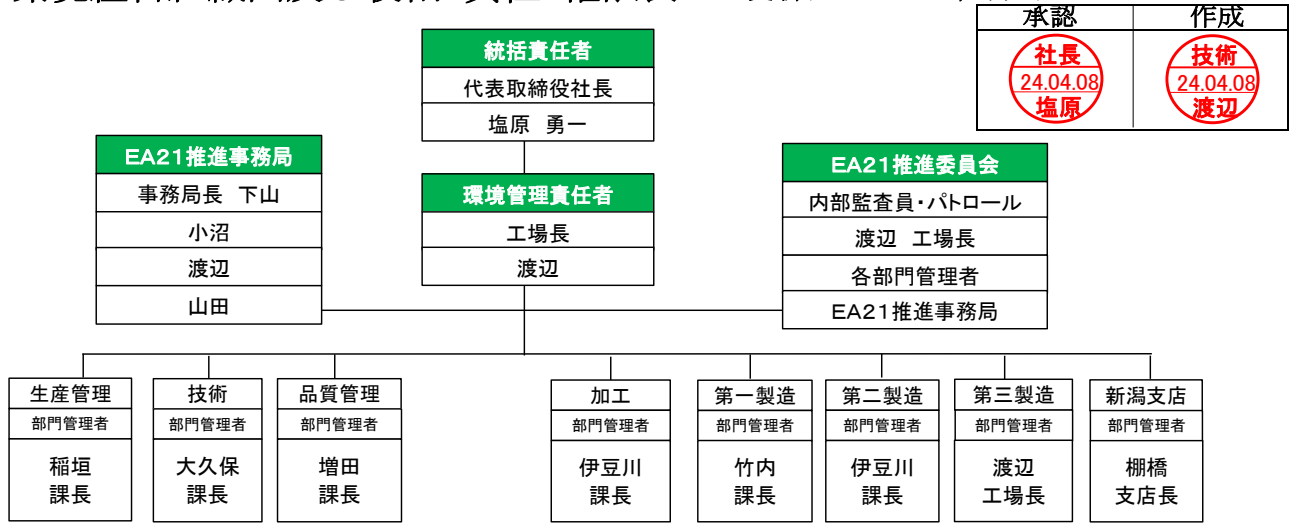 承認 作成
社長 技術
24.04.08 24.04.08
塩原 渡辺
統括責任者
代表取締役社長
塩原 勇一
EA21推進事務局
事務局長 下山
小沼
渡辺
山田
環境管理責任者
工場長
渡辺
EA21推進委員会
内部監査員・パトロール
渡辺 工場長
各部門管理者
EA21推進事務局
生産管理
部門管理者
稲垣
課長
技術
部門管理者
大久保
課長
品質管理
部門管理者
増田
課長
加工
部門管理者
伊豆川
課長
第一製造
部門管理者
竹内
課長
第二製造
部門管理者
伊豆川
課長
第三製造
部門管理者
渡辺
工場長
新潟支店
部門管理者
棚橋
支店長